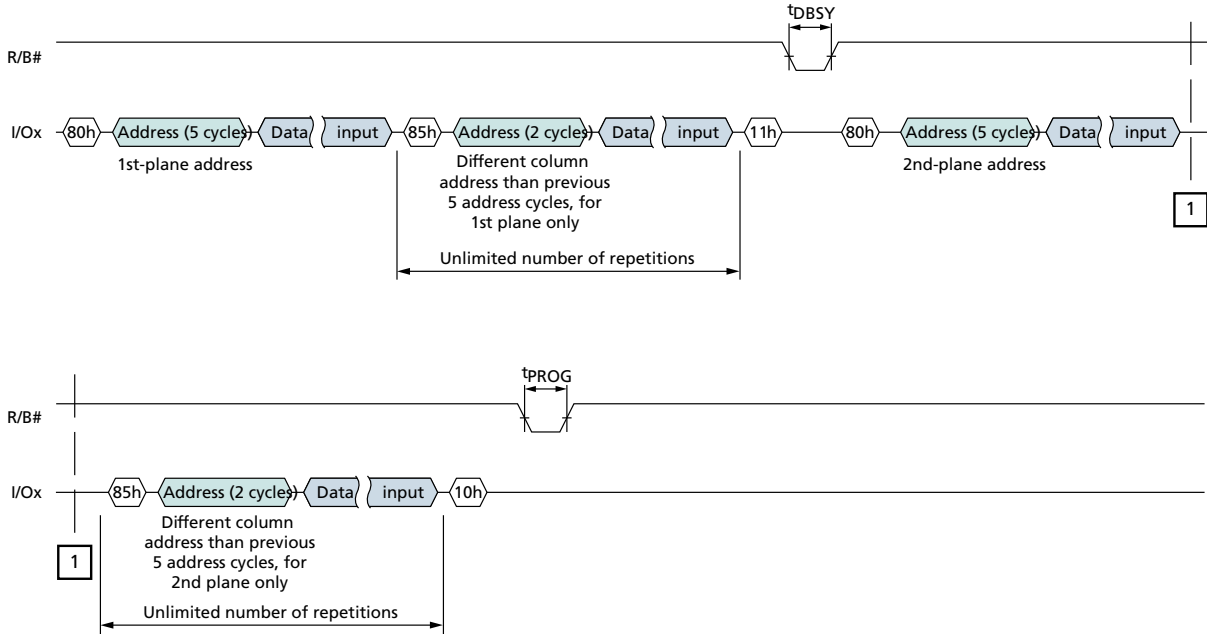 tDBSY
R/B#
I/Ox 80h Address (5 cycles) Data input 85h Address (2 cycles) Data input 11h 80h Address (5 cycles) Data input
1st-plane address
Different column
address than previous
5 address cycles, for
1st plane only
2nd-plane address
1
Unlimited number of repetitions
tPROG
R/B#
I/Ox 85h Address (2 cycles) Data input 10h
Different column
address than previous
5 address cycles, for
2nd plane only
1
Unlimited number of repetitions